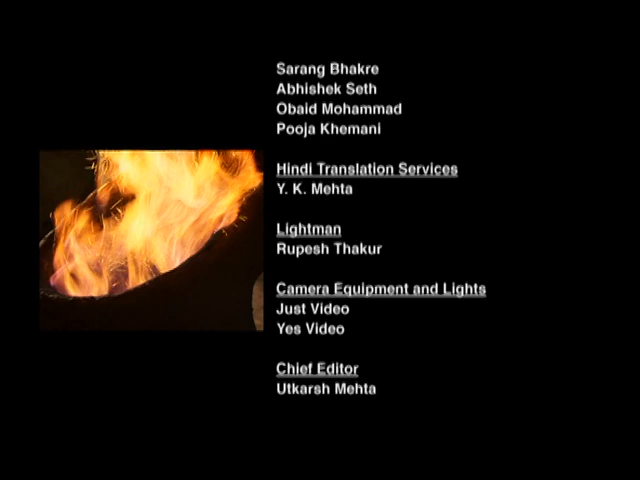 Sarang Bhakre
Abhishek Seth
Obaid Mohammad
Pooja Khemani
Hindi Translation Services
Y. K. Mehta
Lightman
Rupesh Thakur
Camera Equipment and Lights
Just Video
Yes Video
Chief Editor
Utkarsh Mehta